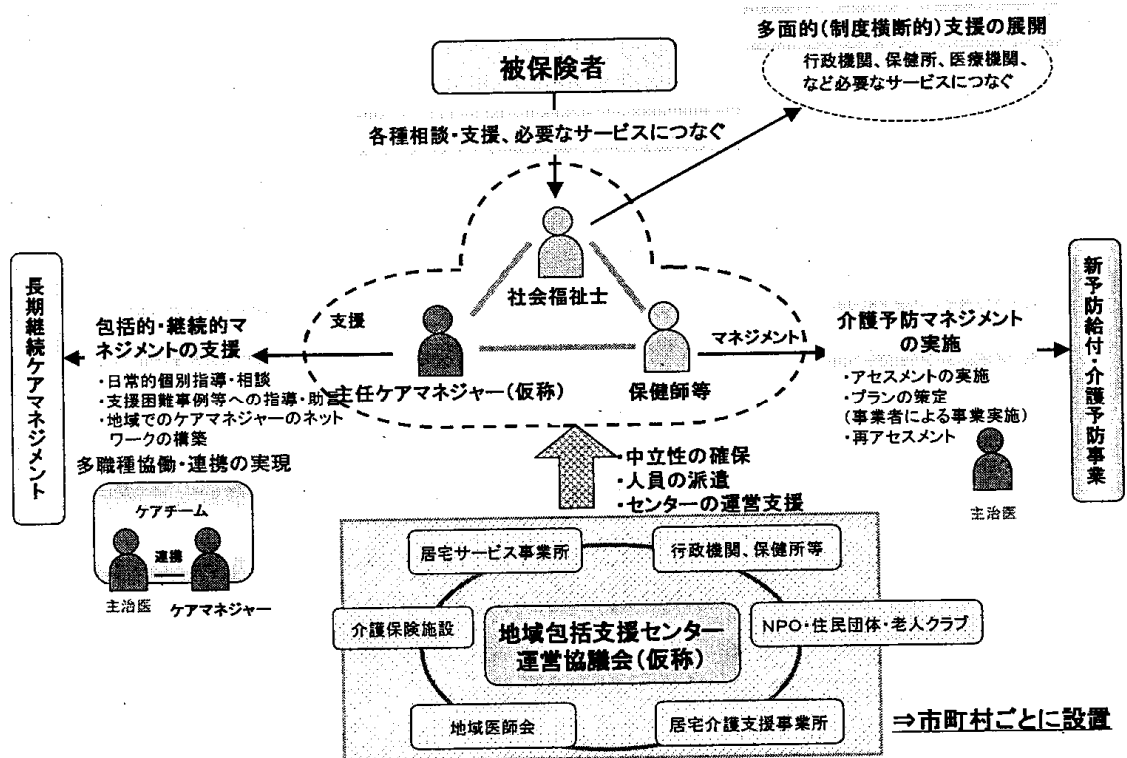 多面的（制度横断的）支援の展開
行政機関、保健所、医療機関、
など必要なサービスにつなぐ
被保険者
各種相談・支援、必要なサービスにつなぐ
社会福祉士
長期継続ケアマネジメント
包括的・継続的マ
ネジメントの支援
・日常的個別指導・相談
・支援困難事例等への指導・助言
・地域でのケアマネジャーのネット
ワークの構築
支援
主任ケアマネジャー（仮称）
マネジメント
保健師等
介護予防マネジメント
の実施
・アセスメントの実施
・プランの策定
（事業者による事業実施）
・再アセスメント
主治医
新予防給付・介護予防事業
多職種協働・連携の実現
ケアチーム
連携
主治医
ケアマネジャー
・中立性の確保
・人員の派遣
・センターの運営支援
居宅サービス事業所
行政機関、保健所等
介護保険施設
地域包括支援センター
運営協議会（仮称）
NPO・住民団体・老人クラブ
地域医師会
居宅介護支援事業所
⇒市町村ごとに設置